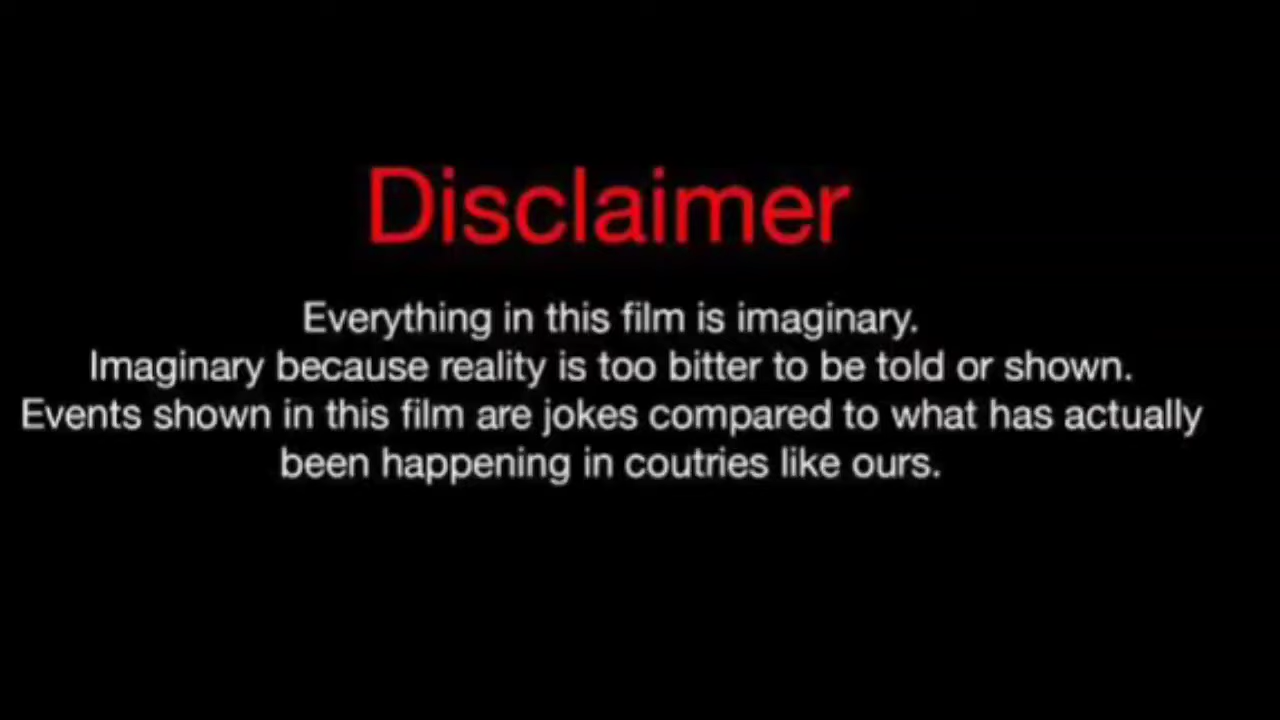 Disclaimer
Everything in this film is imaginary.
Imaginary because reality is too bitter to be told or shown.
Events shown in this film are jokes compared to what has actually
been happening in coutries like ours.